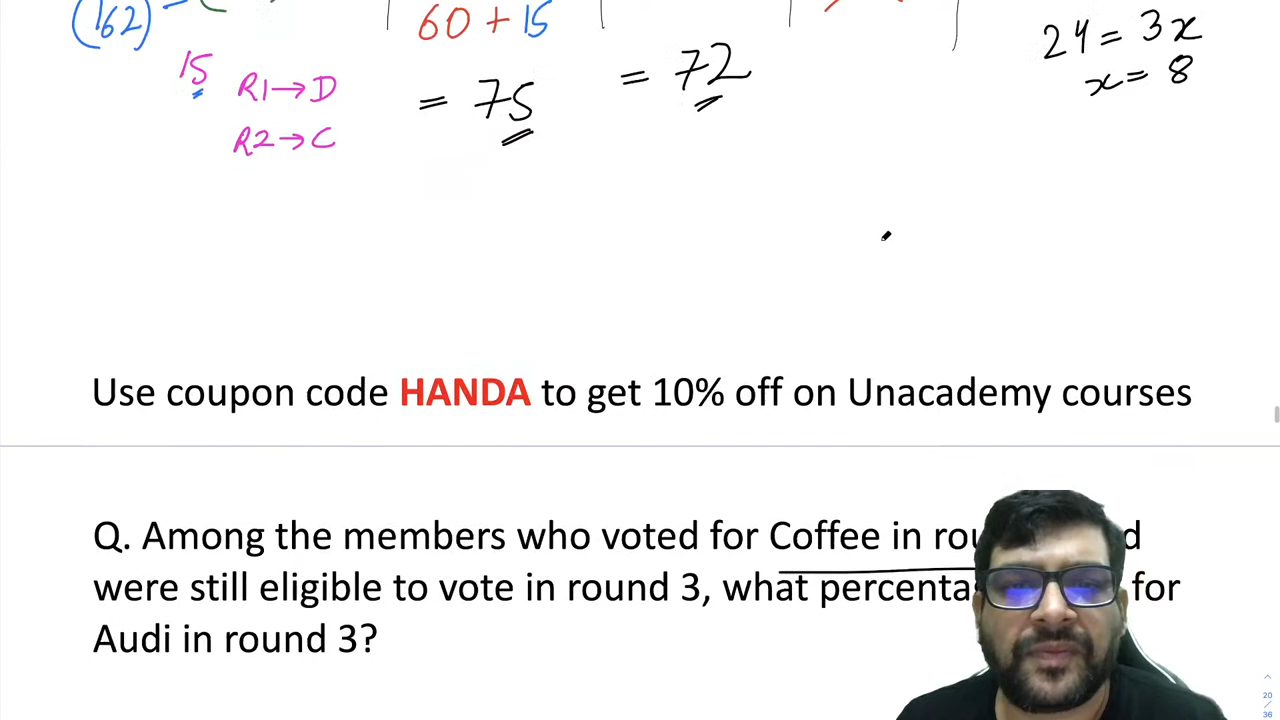 (162)
60 + 15
24 = 3x
15
R1→D
= 75
= 72
x = 8
R2→C
Use coupon code HANDA to get 10% off on Unacademy courses
Q. Among the members who voted for Coffee in
were still eligible to vote in round 3, what for
Audi in round 3?
20
/
36